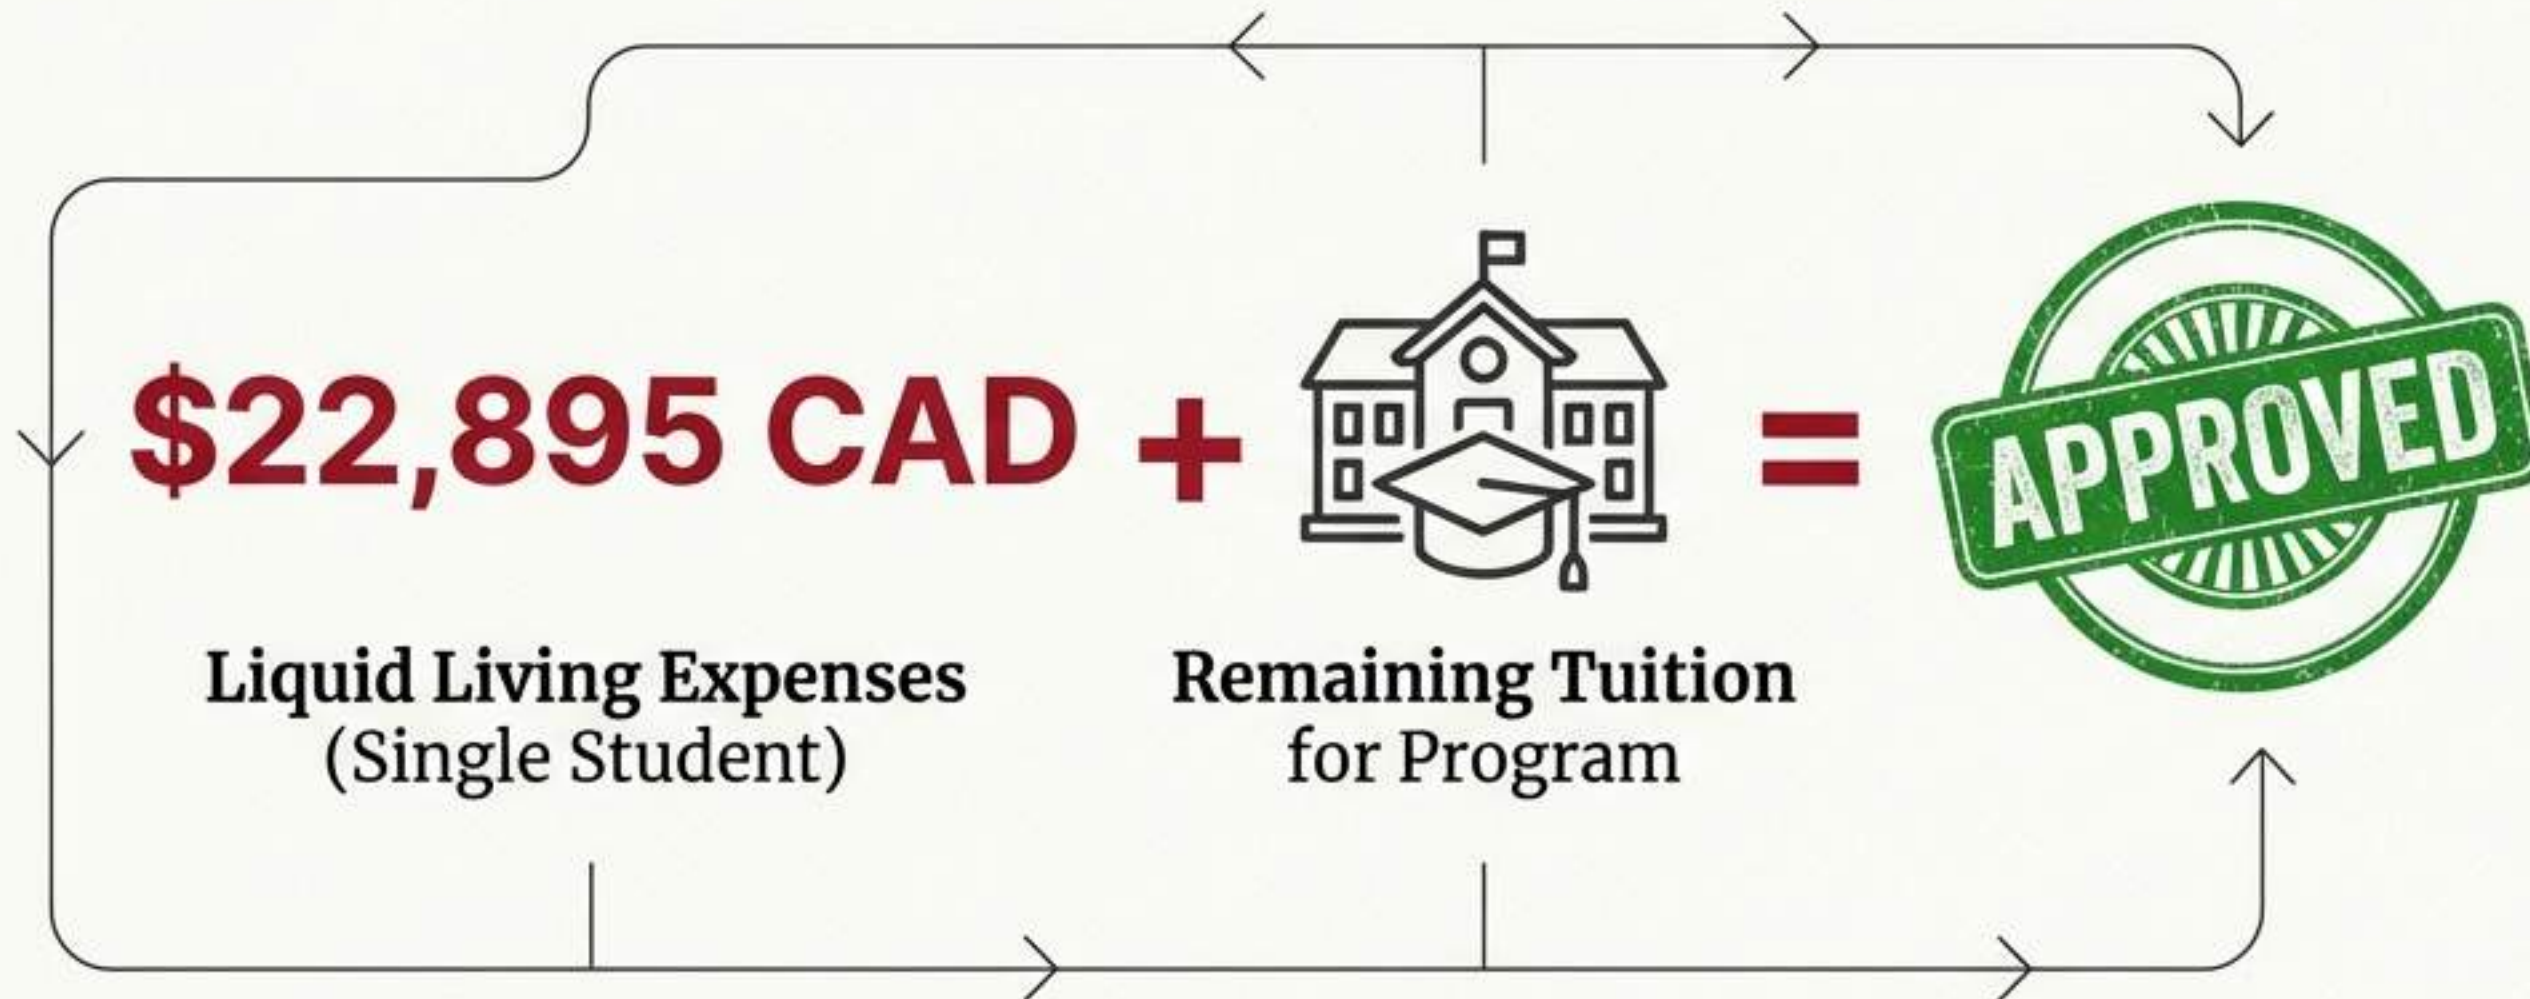 $22,895 CAD + = APPROVED
Liquid Living Expenses
(Single Student)
Remaining Tuition
for Program